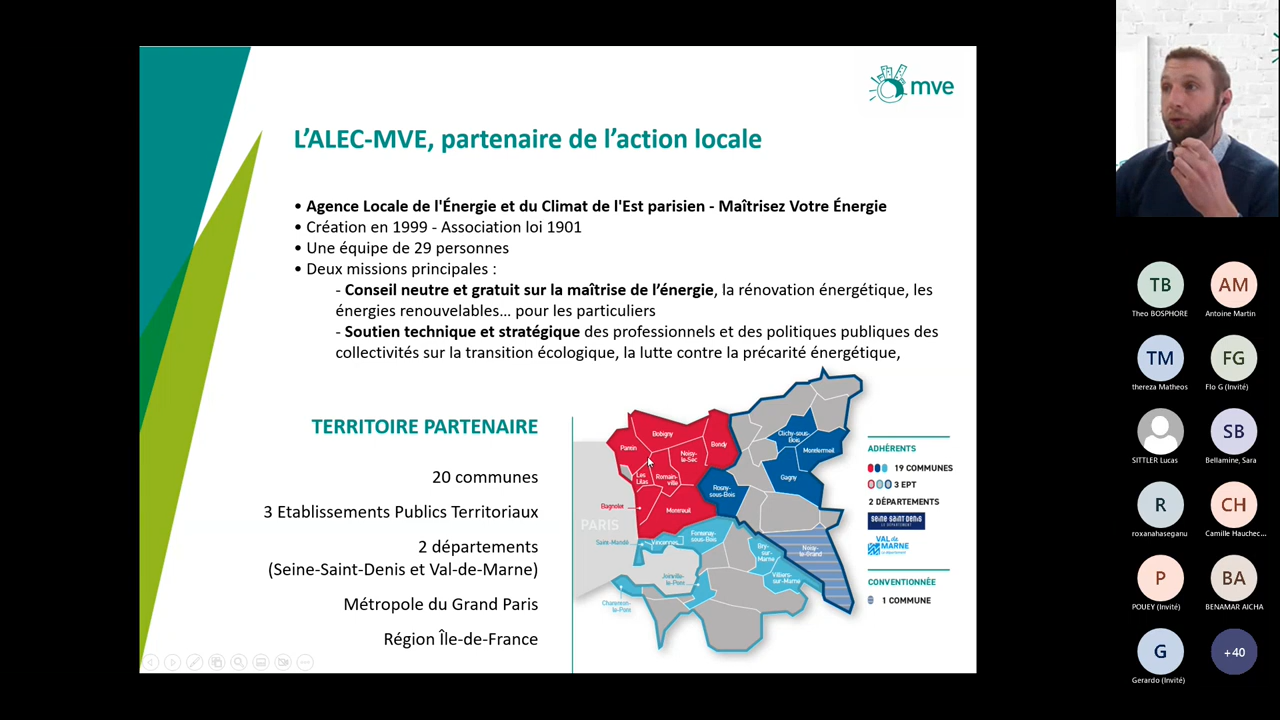 mve
L'ALEC-MVE, partenaire de l'action locale
• Agence Locale de l'Énergie et du Climat de l'Est parisien - Maîtrisez Votre Énergie
• Création en 1999 - Association loi 1901
• Une équipe de 29 personnes
• Deux missions principales :
- Conseil neutre et gratuit sur la maîtrise de l'énergie, la rénovation énergétique, les
énergies renouvelables... pour les particuliers
- Soutien technique et stratégique des professionnels et des politiques publiques des
collectivités sur la transition écologique, la lutte contre la précarité énergétique,
TERRITOIRE PARTENAIRE
20 communes
3 Etablissements Publics Territoriaux
2 départements
(Seine-Saint-Denis et Val-de-Marne)
Métropole du Grand Paris
Région Île-de-France
PARIS
Bobigny
Pantin
Bondy
Noisy-
le-Sec
Les
Lilas
Romain-
ville
Bagnolet
Montreuil
Clichy-sous-
Bois
Montfermeil
Gagny
Rosny-
sous-Bois
Saint-Mandé
Vincennes
Fontenay-
sous-Bois
Bry-
sur-
Marne
Noisy-
le-Grand
Joinville-
le-Pont
Villiers-
sur-Marne
Charenton-
le-Pont
ADHÉRENTS
19 COMMUNES
3 EPT
2 DÉPARTEMENTS
SEINE SAINT DENIS
LE DÉPARTEMENT
VAL de
MARNE
CONVENTIONNÉE
1 COMMUNE
TB
Theo BOSPHORE
AM
Antoine Martin
TM
thereza Matheos
FG
Flo G (Invité)
SITTLER Lucas
SB
Bellamine, Sara
R
roxanahaseganu
CH
Camille Hauchec...
P
POUEY (Invité)
BA
BENAMAR AICHA
G
Gerardo (Invité)
+40